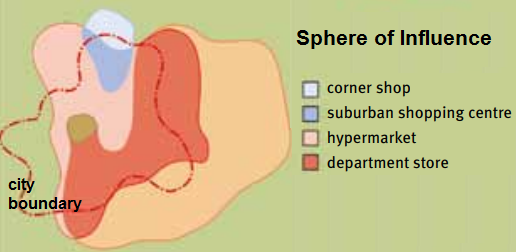 Sphere of Influence
corner shop
suburban shopping centre
hypermarket
department store
city
boundary